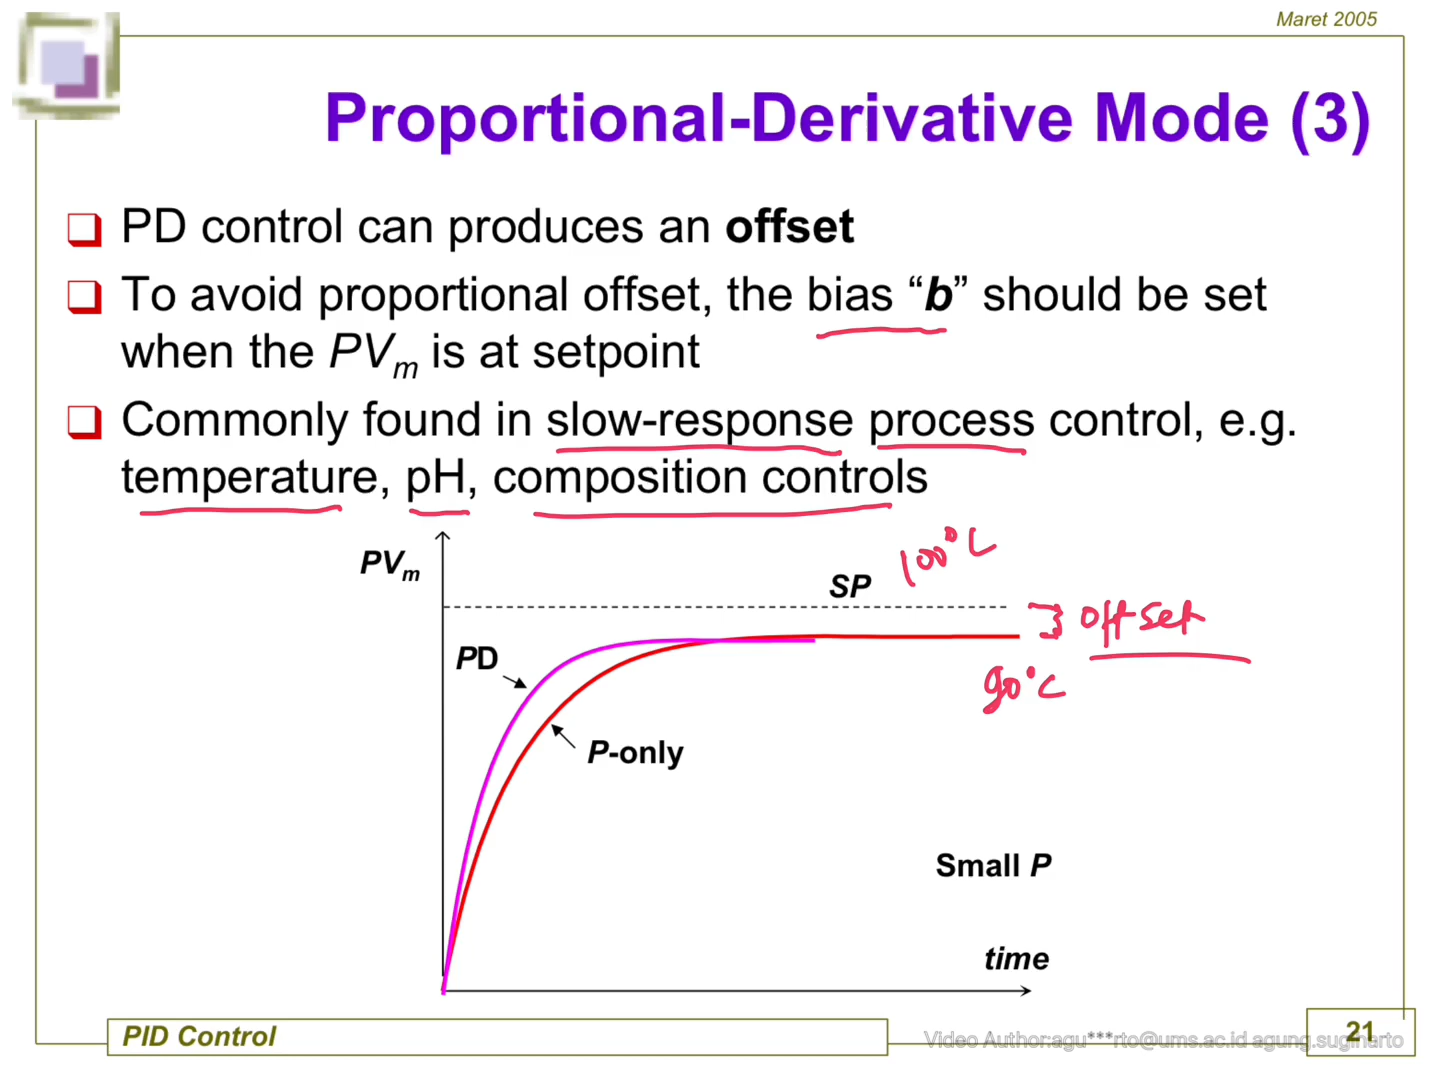 Maret 2005
Proportional-Derivative Mode (3)
PD control can produces an offset
To avoid proportional offset, the bias “b” should be set
when the PVm is at setpoint
Commonly found in slow-response process control, e.g.
temperature, pH, composition controls
PVm
SP
100°C
offset
PD
90°C
P-only
Small P
time
PID Control
21
Video Author:agu***rto@ums.ac.id agung.sugiharto